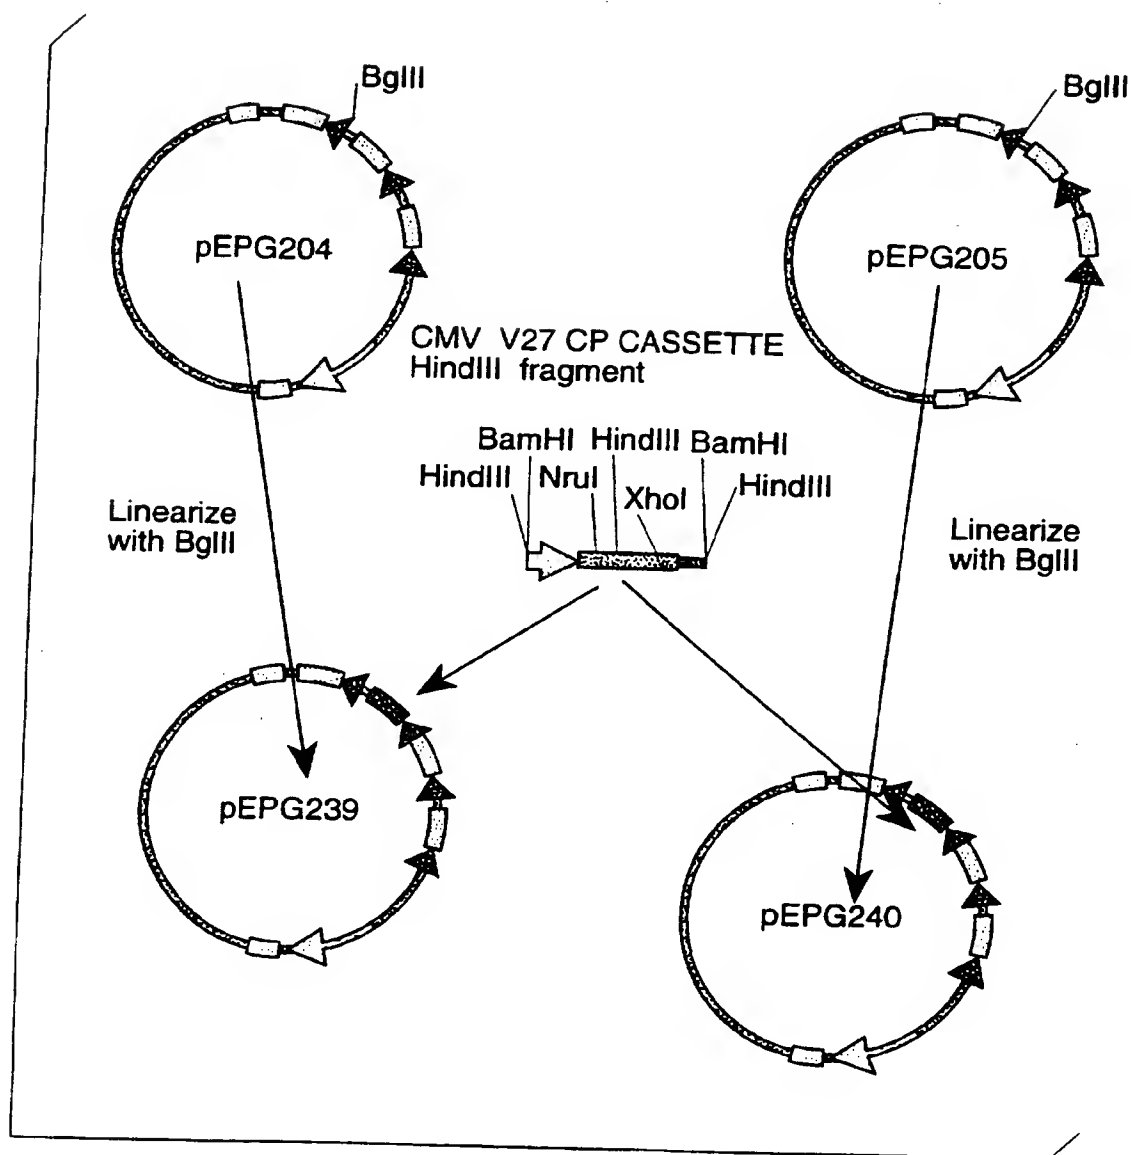 BglII
BglII
pEPG204
pEPG205
CMV V27 CP CASSETTE
HindIII fragment
BamHI HindIII BamHI
HindIII NruI XhoI HindIII
Linearize
with BglII
Linearize
with BglII
pEPG239
pEPG240